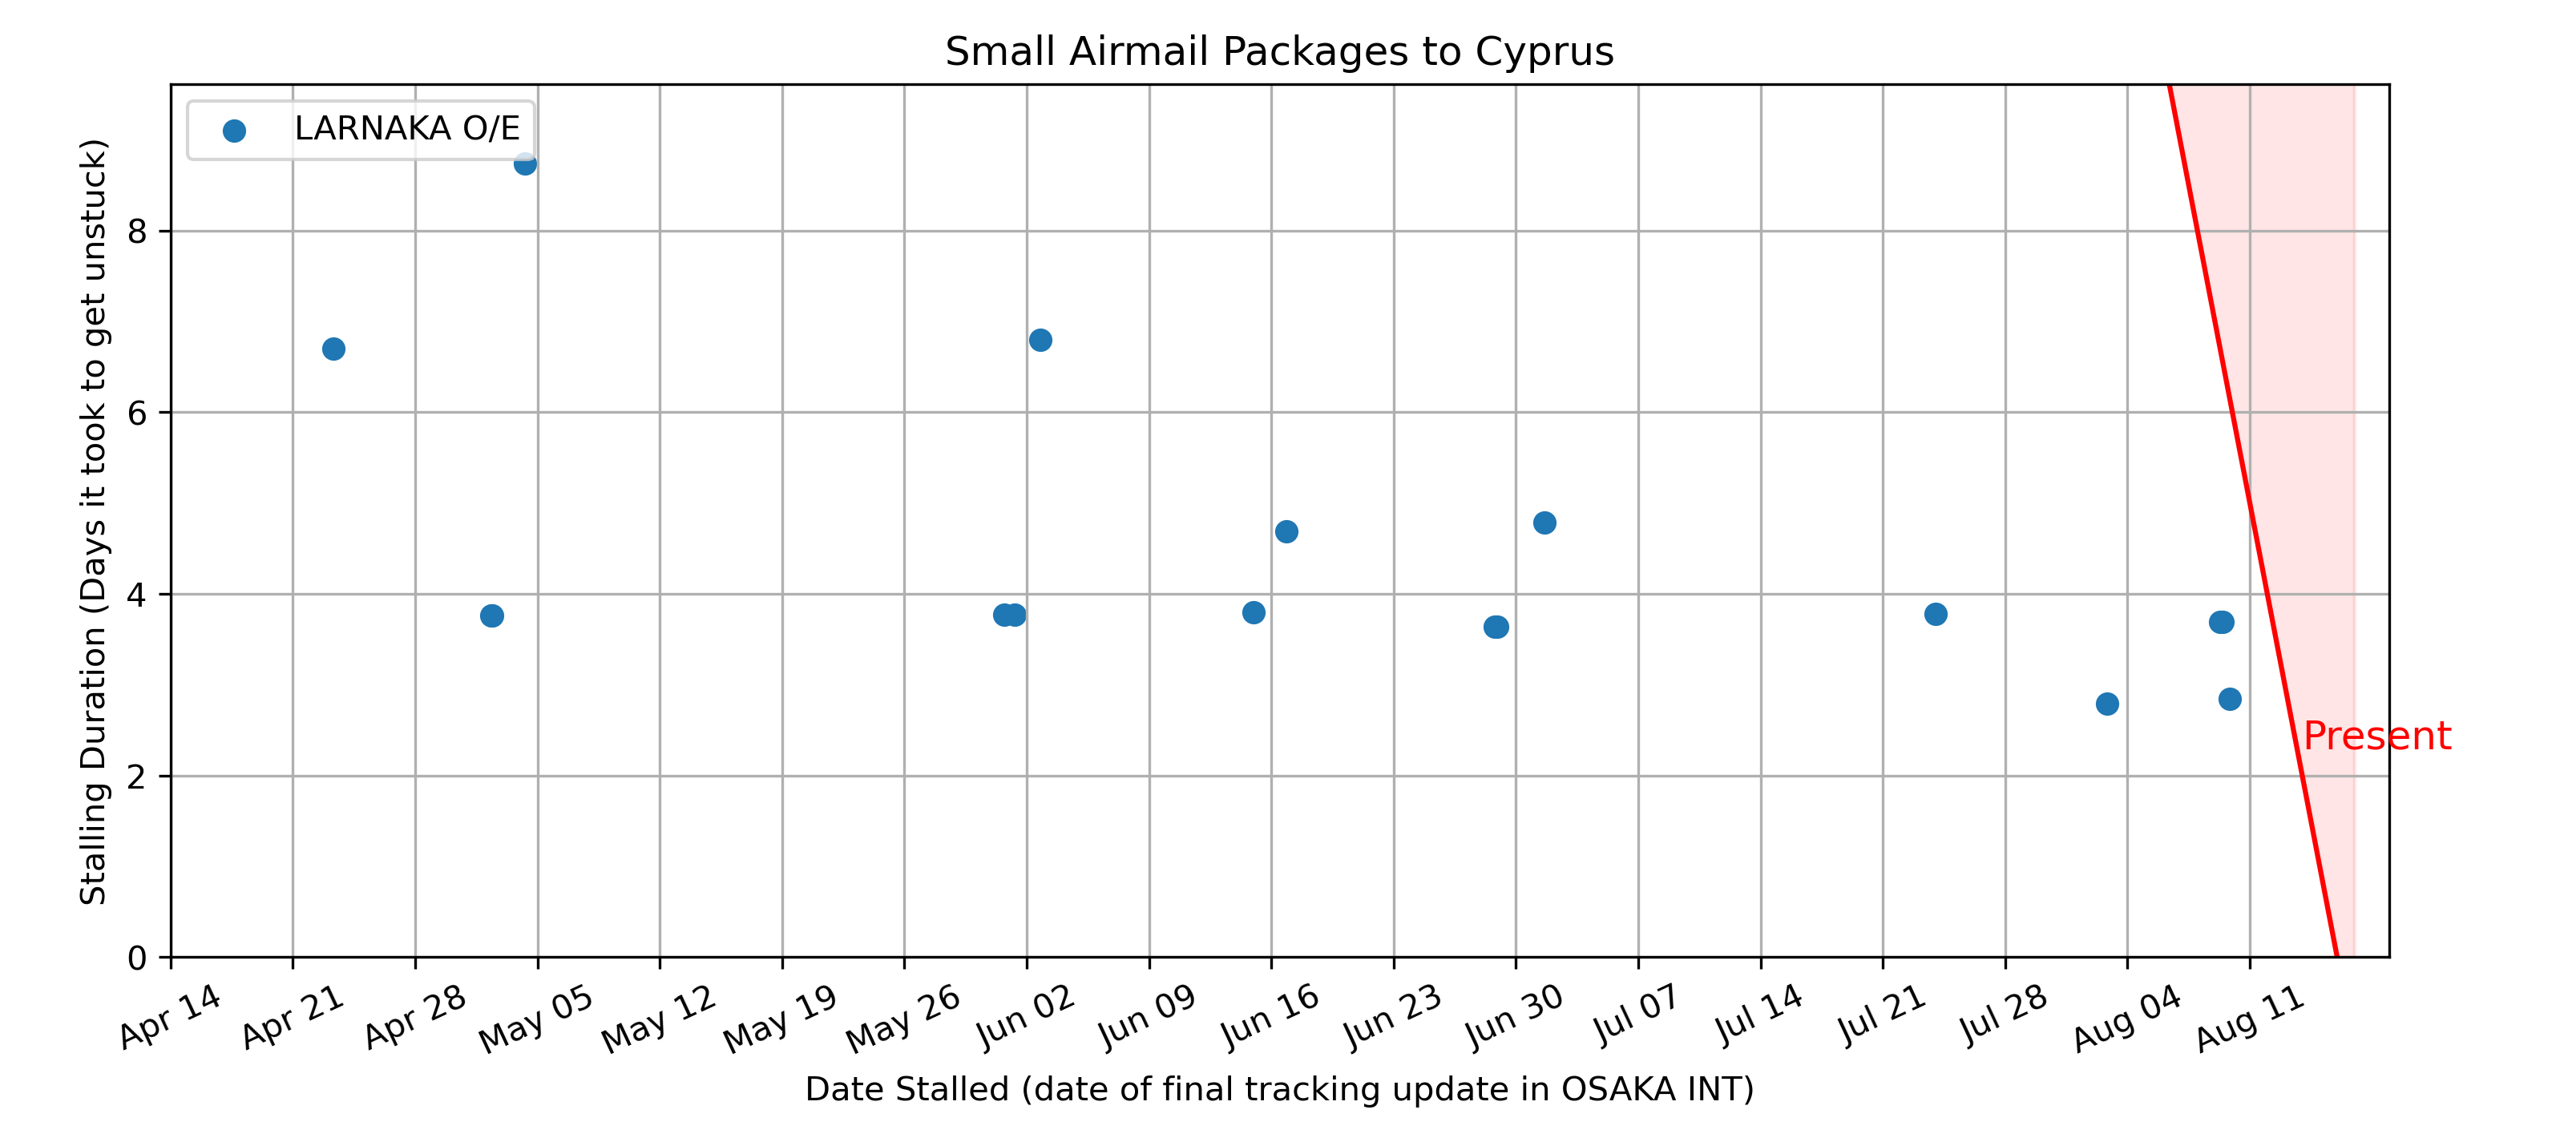 Small Airmail Packages to Cyprus
LARNAKA O/E
Stalling Duration (Days it took to get unstuck)
8
6
4
2
0
Present
Apr 14 Apr 21 Apr 28 May 05 May 12 May 19 May 26 Jun 02 Jun 09 Jun 16 Jun 23 Jun 30 Jul 07 Jul 14 Jul 21 Jul 28 Aug 04 Aug 11
Date Stalled (date of final tracking update in OSAKA INT)